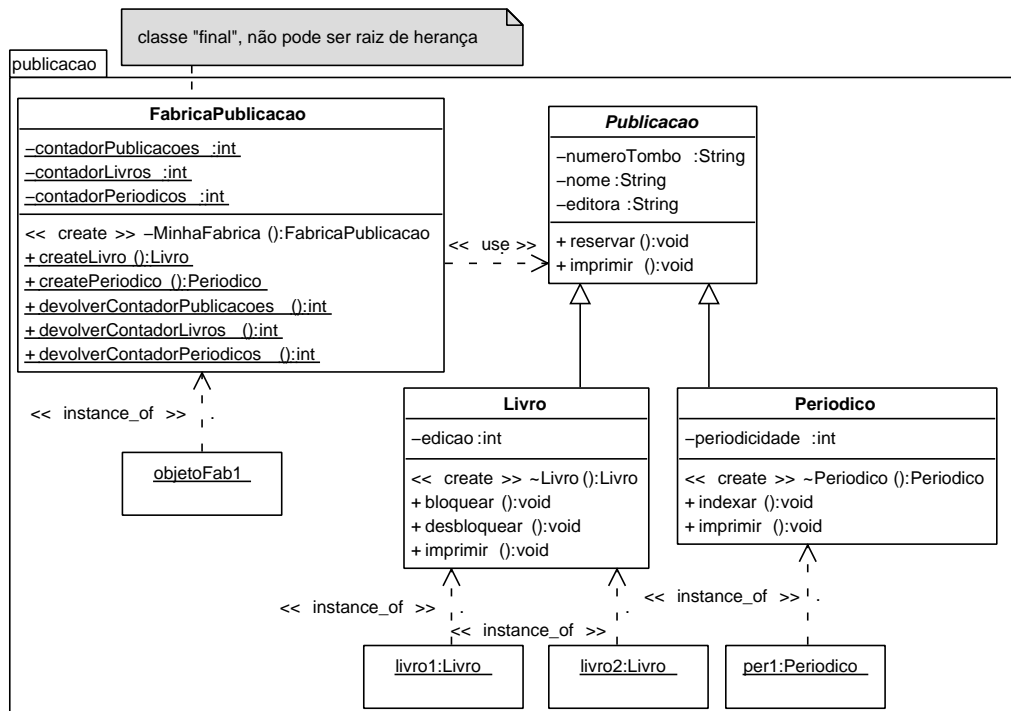 classe "final", não pode ser raiz de herança
publicacao
FabricaPublicacao
–contadorPublicacoes :int
–contadorLivros :int
–contadorPeriodicos :int
<< create >> –MinhaFabrica ():FabricaPublicacao
+ createLivro ():Livro
+ createPeriodico ():Periodico
+ devolverContadorPublicacoes ():int
+ devolverContadorLivros ():int
+ devolverContadorPeriodicos ():int
<< use >>
Publicacao
–numeroTombo :String
–nome :String
–editora :String
+ reservar ():void
+ imprimir ():void
<< instance_of >> .
objetoFab1
Livro
–edicao :int
<< create >> ~Livro ():Livro
+ bloquear ():void
+ desbloquear ():void
+ imprimir ():void
Periodico
–periodicidade :int
<< create >> ~Periodico ():Periodico
+ indexar ():void
+ imprimir ():void
<< instance_of >> .
<< instance_of >> .
<< instance_of >> .
livro1:Livro
livro2:Livro
per1:Periodico